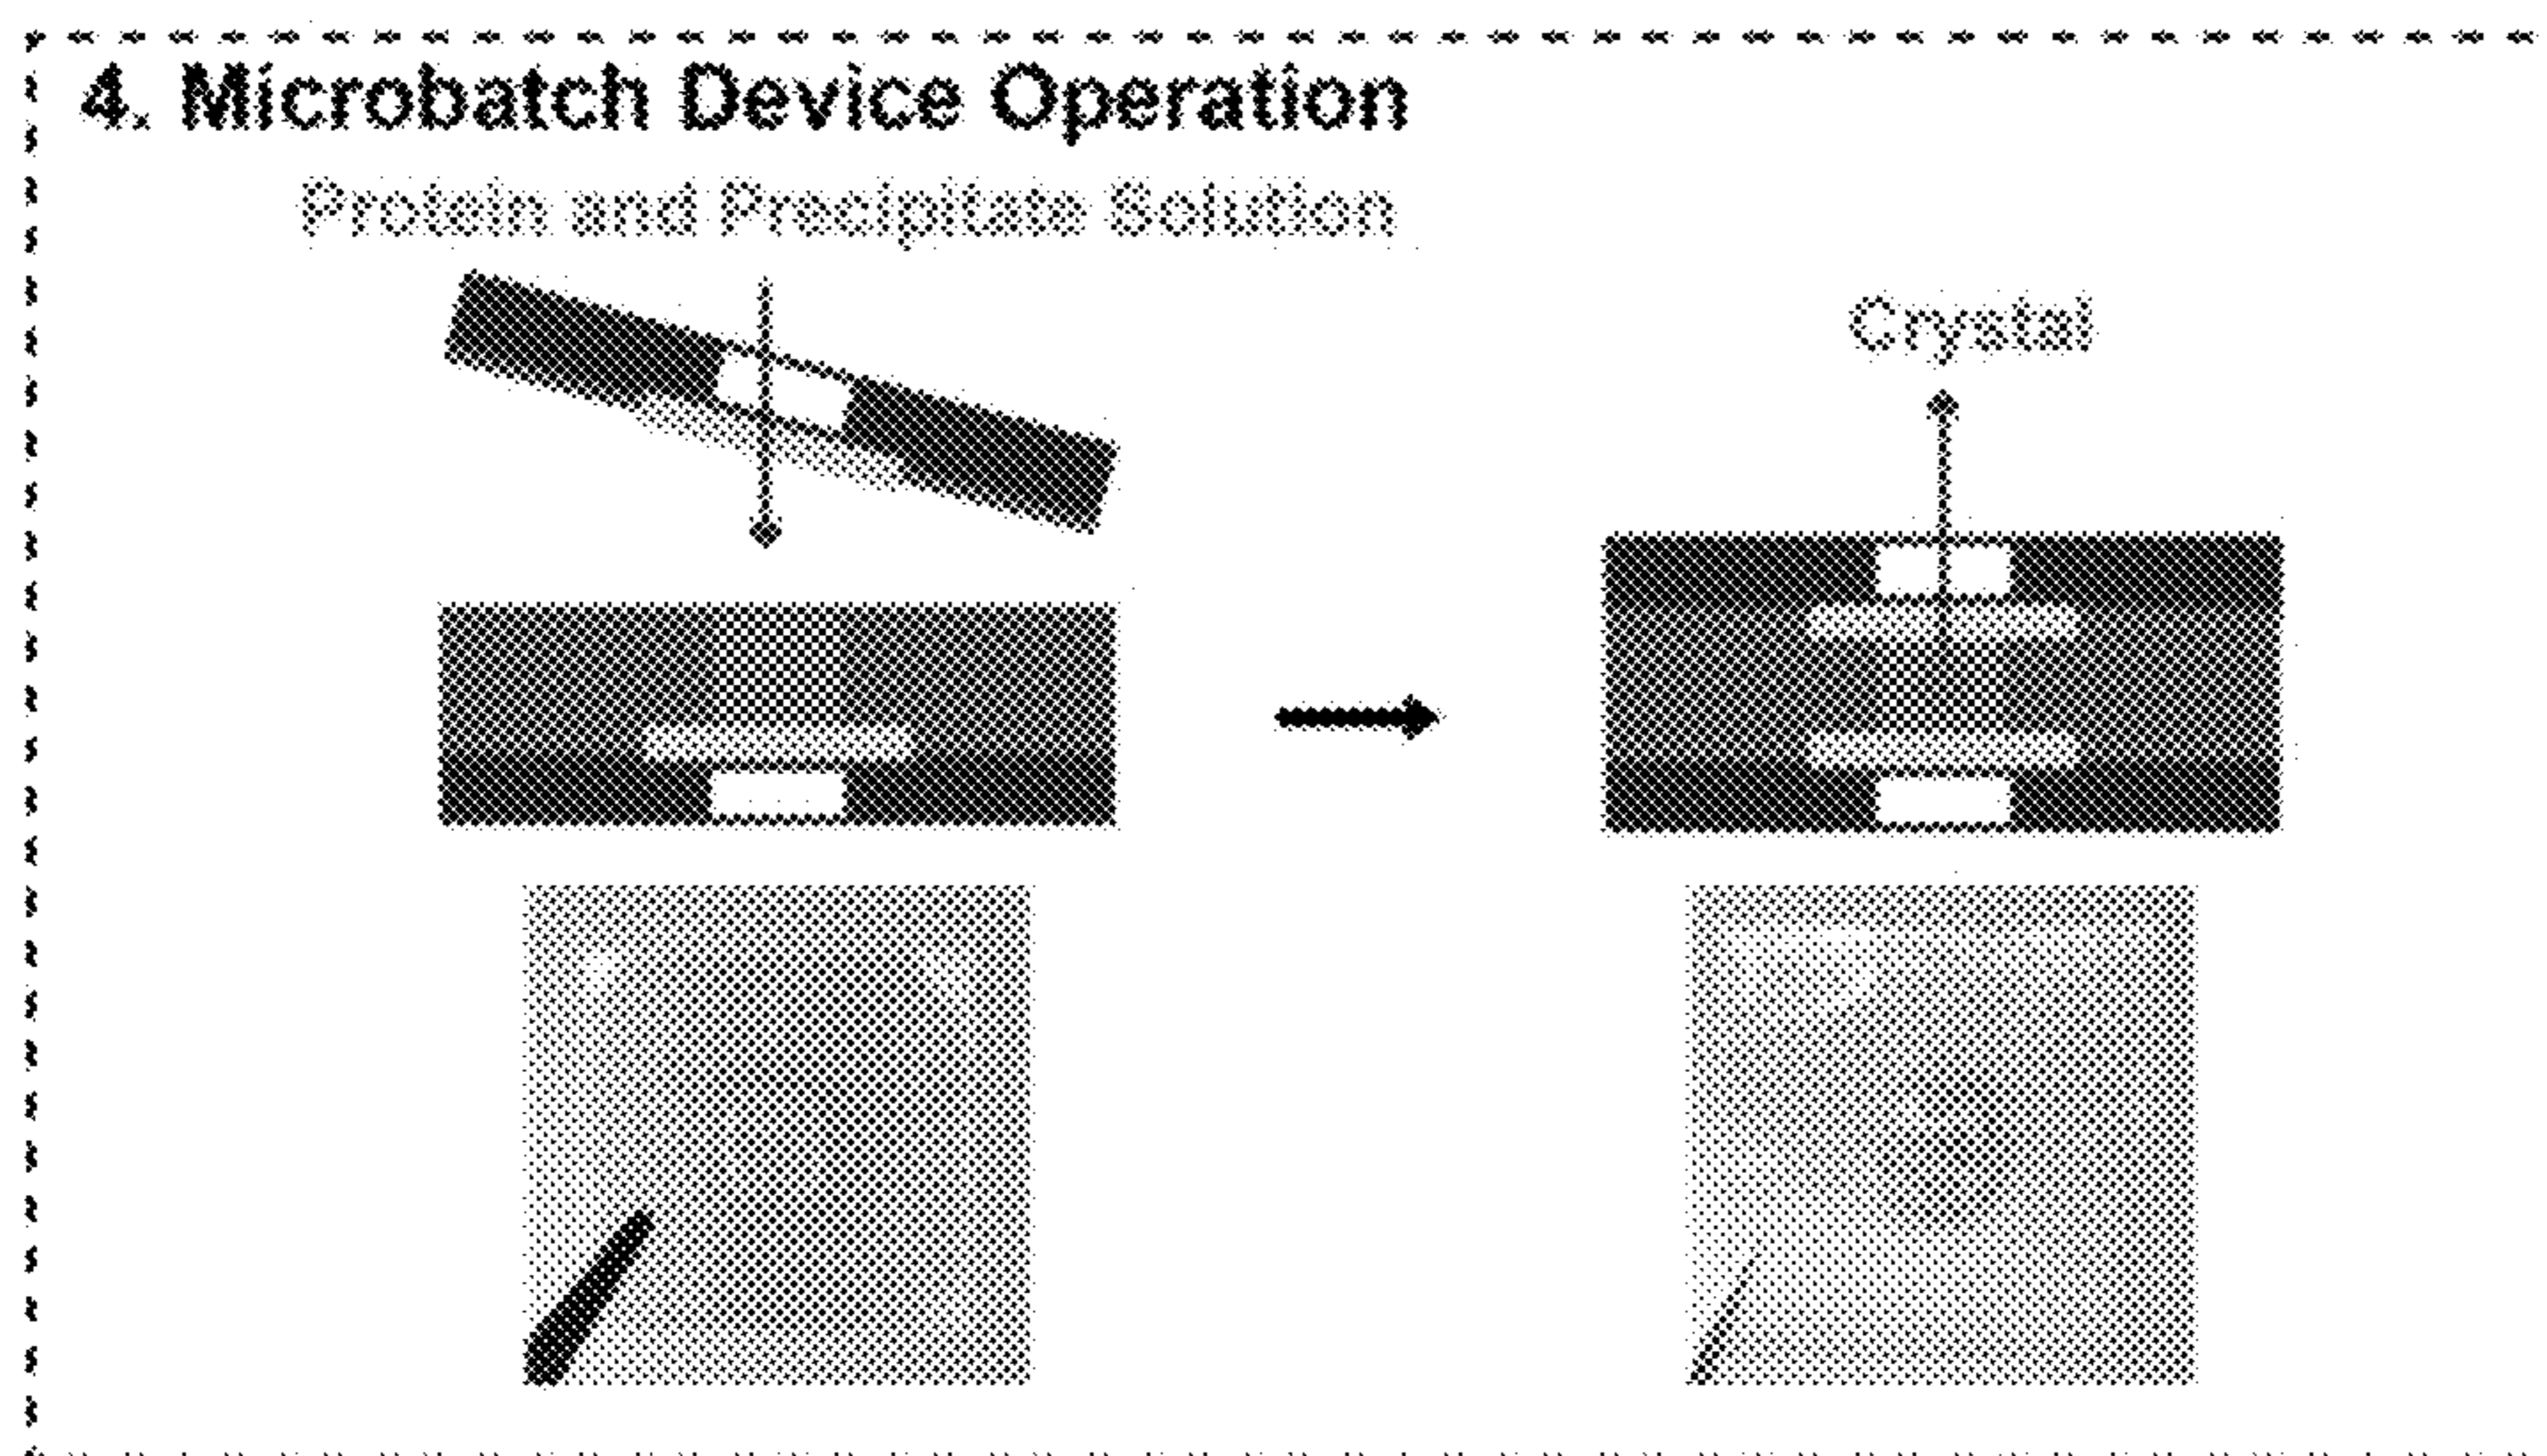 4. Microbatch Device Operation
Protein and Precipitate Solution
Crystal